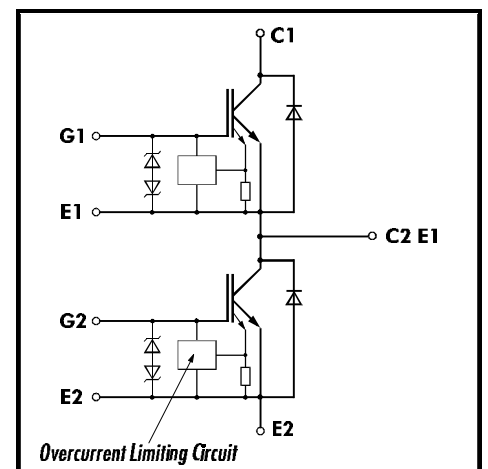 C1
G1
E1
C2 E1
G2
E2
E2
Overcurrent Limiting Circuit